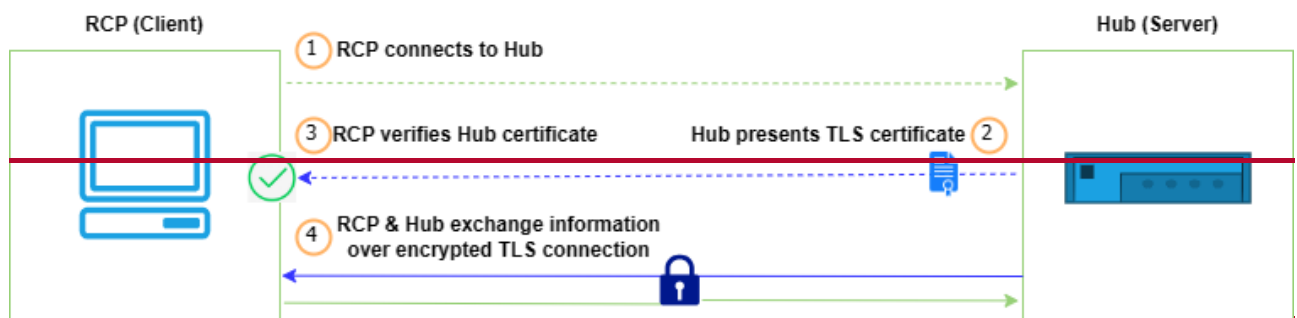 RCP (Client)
Hub (Server)
1 RCP connects to Hub
3 RCP verifies Hub certificate
Hub presents TLS certificate 2
4 RCP & Hub exchange information
over encrypted TLS connection